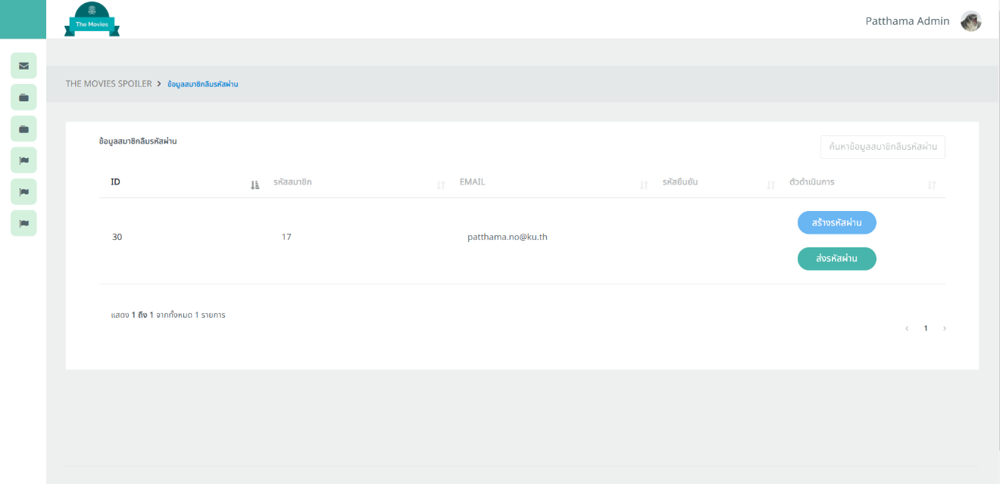 The Movies
Patthama Admin
THE MOVIES SPOILER > ข้อมูลสมาชิกลืมรหัสผ่าน
ข้อมูลสมาชิกลืมรหัสผ่าน
ค้นหาข้อมูลสมาชิกลืมรหัสผ่าน
ID รหัสสมาชิก EMAIL รหัสยืนยัน ตัวดำเนินการ
30 17 patthama.no@ku.th สร้างรหัสผ่าน
ส่งรหัสผ่าน
แสดง 1 ถึง 1 จากทั้งหมด 1 รายการ
‹ 1 ›